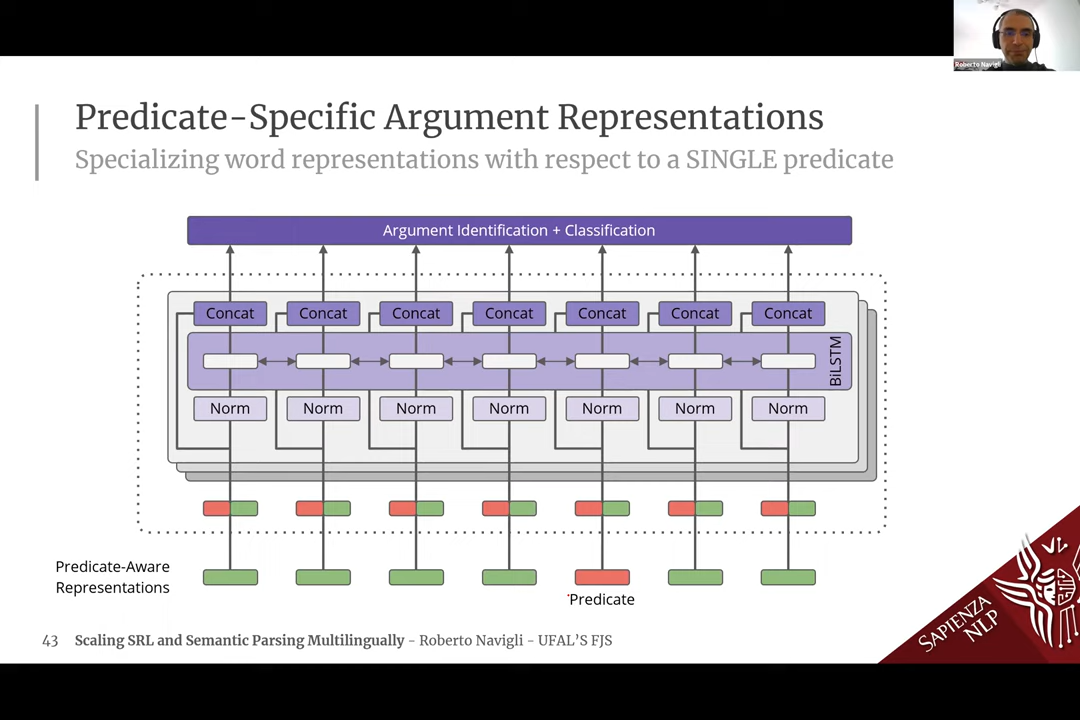 Roberto Navigli
Predicate-Specific Argument Representations
Specializing word representations with respect to a SINGLE predicate
Argument Identification + Classification
Concat Concat Concat Concat Concat Concat Concat
BiLSTM
Norm Norm Norm Norm Norm Norm Norm
Predicate-Aware
Representations
Predicate
43 Scaling SRL and Semantic Parsing Multilingually - Roberto Navigli - UFAL'S FJS
SAPIENZA
NLP